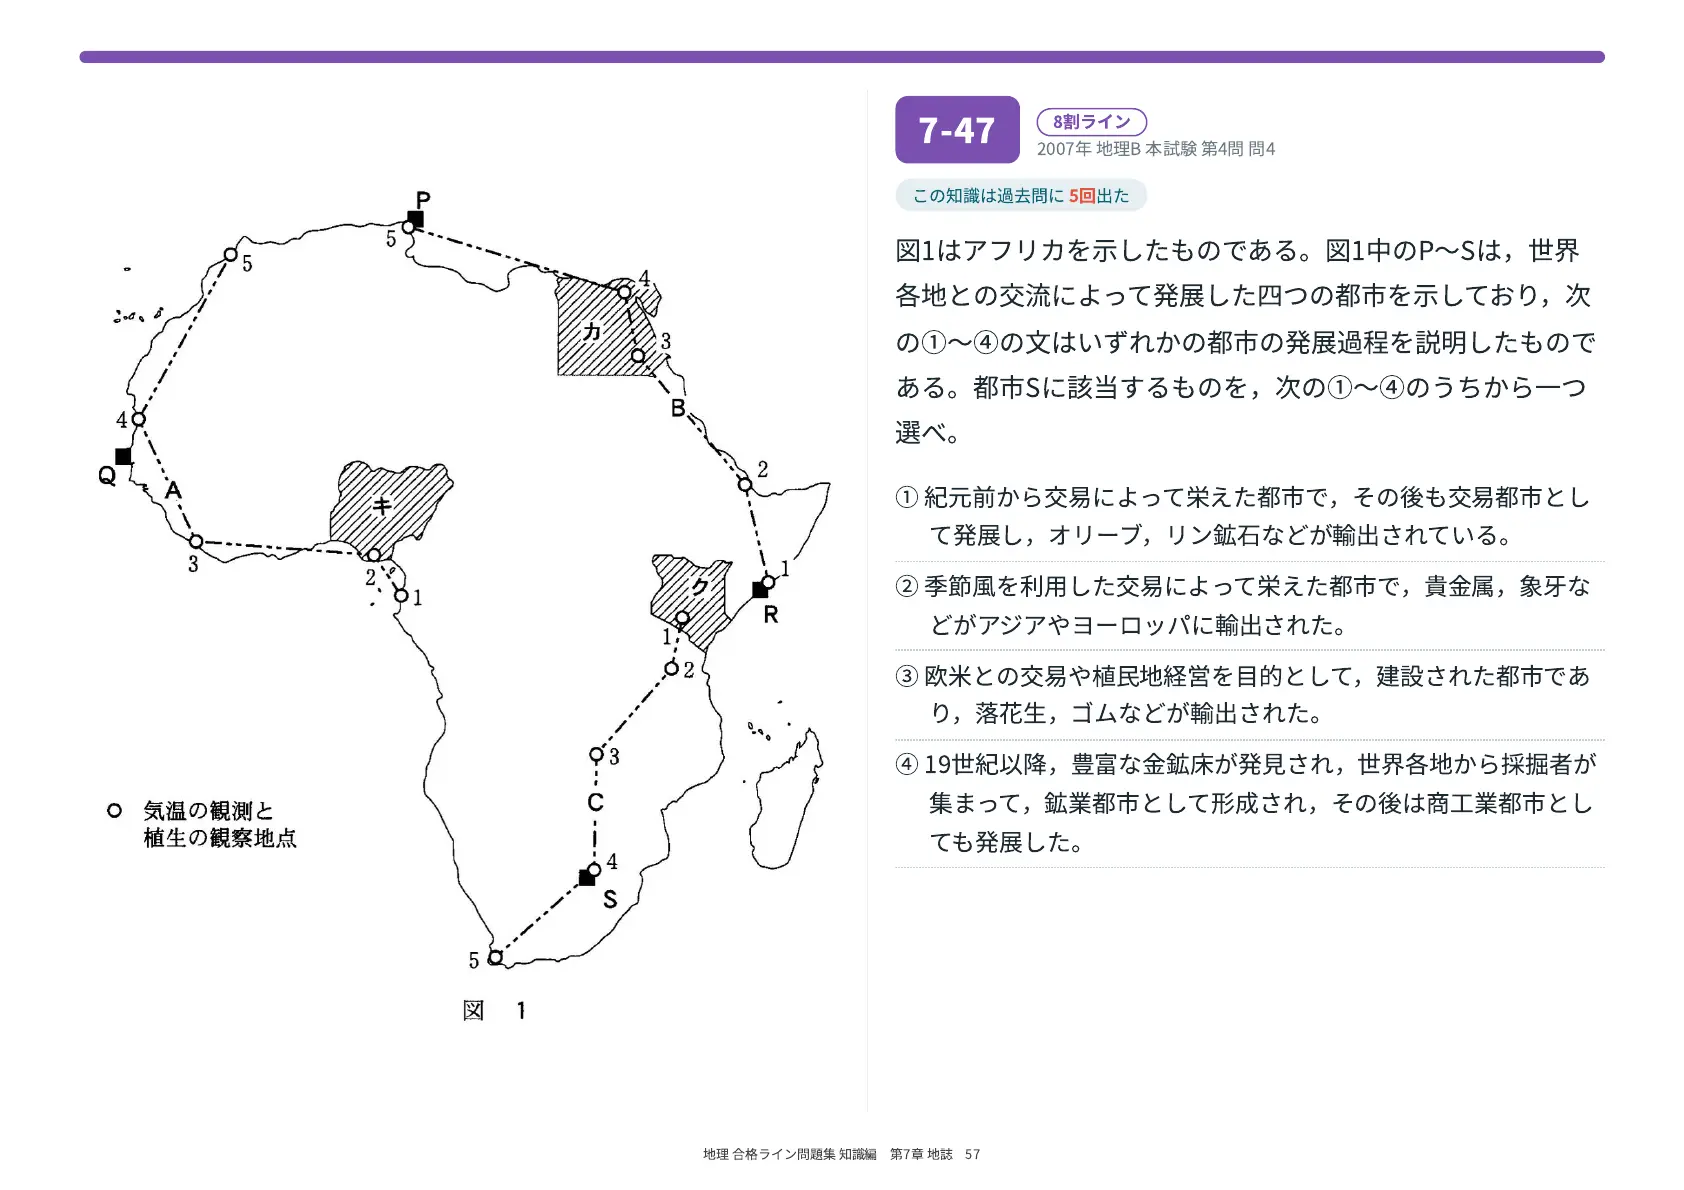 7-47
8割ライン
2007年 地理B 本試験 第4問 問4
この知識は過去問に 5回出た
図1はアフリカを示したものである。図1中のP〜Sは，世界
各地との交流によって発展した四つの都市を示しており，次
の①〜④の文はいずれかの都市の発展過程を説明したもので
ある。都市Sに該当するものを，次の①〜④のうちから一つ
選べ。
① 紀元前から交易によって栄えた都市で，その後も交易都市とし
て発展し，オリーブ，リン鉱石などが輸出されている。
② 季節風を利用した交易によって栄えた都市で，貴金属，象牙な
どがアジアやヨーロッパに輸出された。
③ 欧米との交易や植民地経営を目的として，建設された都市であ
り，落花生，ゴムなどが輸出された。
④ 19世紀以降，豊富な金鉱床が発見され，世界各地から採掘者が
集まって，鉱業都市として形成され，その後は商工業都市とし
ても発展した。
P
5
5
4
カ
3
4
B
Q
A
2
キ
3
2
1
1
ク
R
1
2
3
C
気温の観測と
植生の観察地点
4
S
5
図 1
地理 合格ライン問題集 知識編 第7章 地誌 57